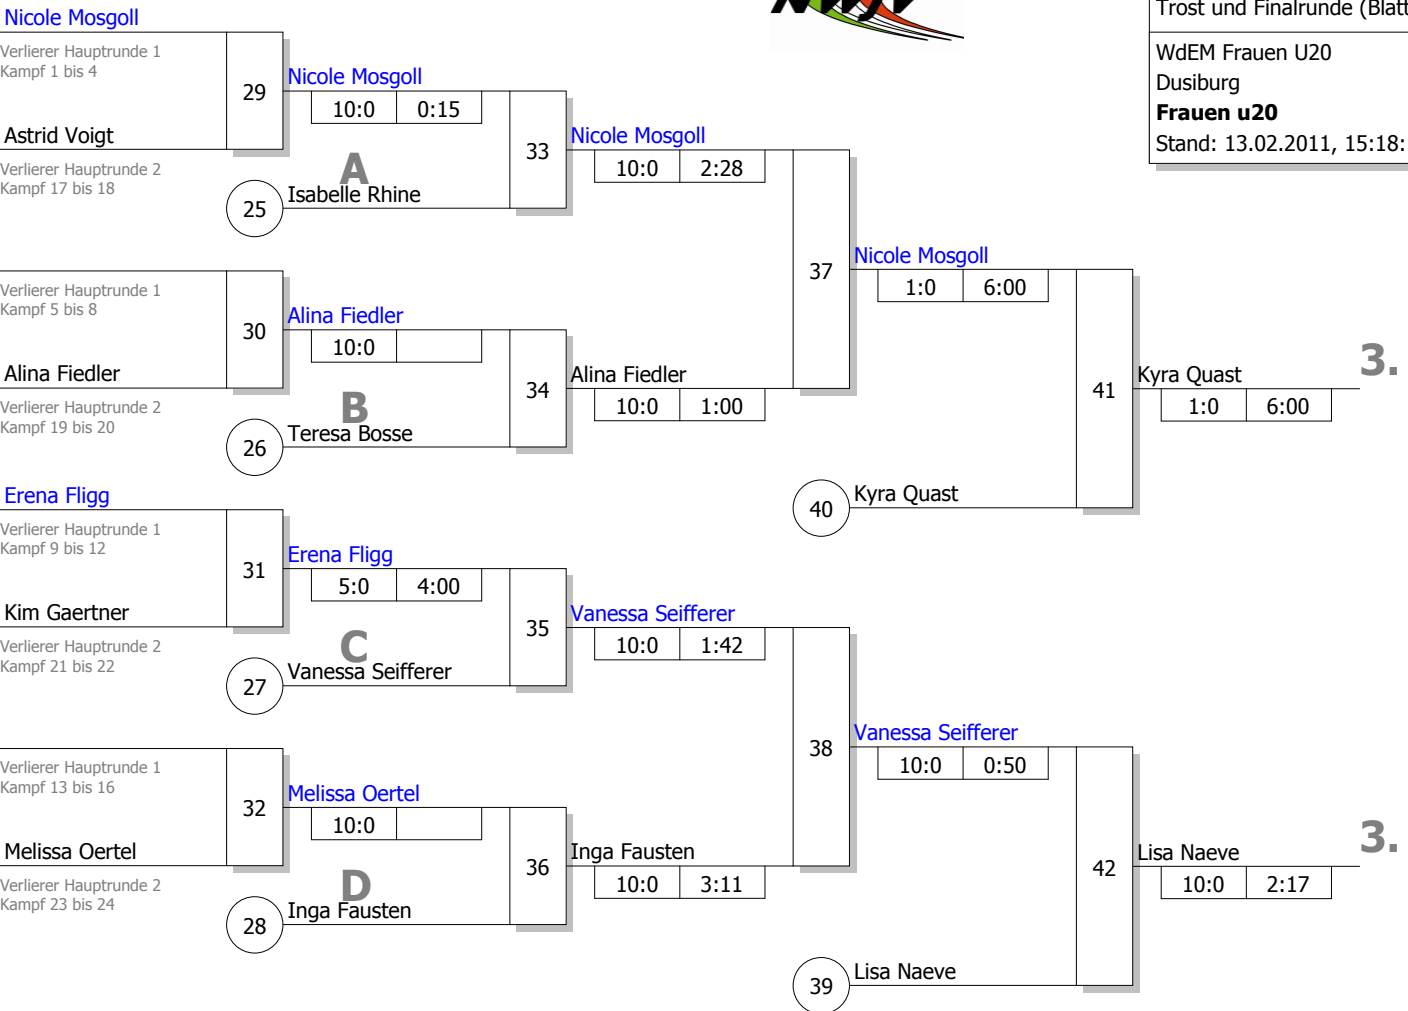 Nicole Mosgoll
Verlierer Hauptrunde 1
Kampf 1 bis 4
29
Nicole Mosgoll
10:0 0:15
Astrid Voigt
Verlierer Hauptrunde 2
Kampf 17 bis 18
A
25
Isabelle Rhine
33
Nicole Mosgoll
10:0 2:28
Verlierer Hauptrunde 1
Kampf 5 bis 8
30
Alina Fiedler
10:0
Alina Fiedler
Verlierer Hauptrunde 2
Kampf 19 bis 20
B
26
Teresa Bosse
34
Alina Fiedler
10:0 1:00
37
Nicole Mosgoll
1:0 6:00
40
Kyra Quast
41
Kyra Quast
1:0 6:00
3.
Erena Fligg
Verlierer Hauptrunde 1
Kampf 9 bis 12
31
Erena Fligg
5:0 4:00
Kim Gaertner
Verlierer Hauptrunde 2
Kampf 21 bis 22
C
27
Vanessa Seifferer
35
Vanessa Seifferer
10:0 1:42
Verlierer Hauptrunde 1
Kampf 13 bis 16
32
Melissa Oertel
10:0
Melissa Oertel
Verlierer Hauptrunde 2
Kampf 23 bis 24
D
28
Inga Fausten
36
Inga Fausten
10:0 3:11
38
Vanessa Seifferer
10:0 0:50
39
Lisa Naeve
42
Lisa Naeve
10:0 2:17
3.
Trost und Finalrunde (Blatt
WdEM Frauen U20
Dusiburg
Frauen u20
Stand: 13.02.2011, 15:18: